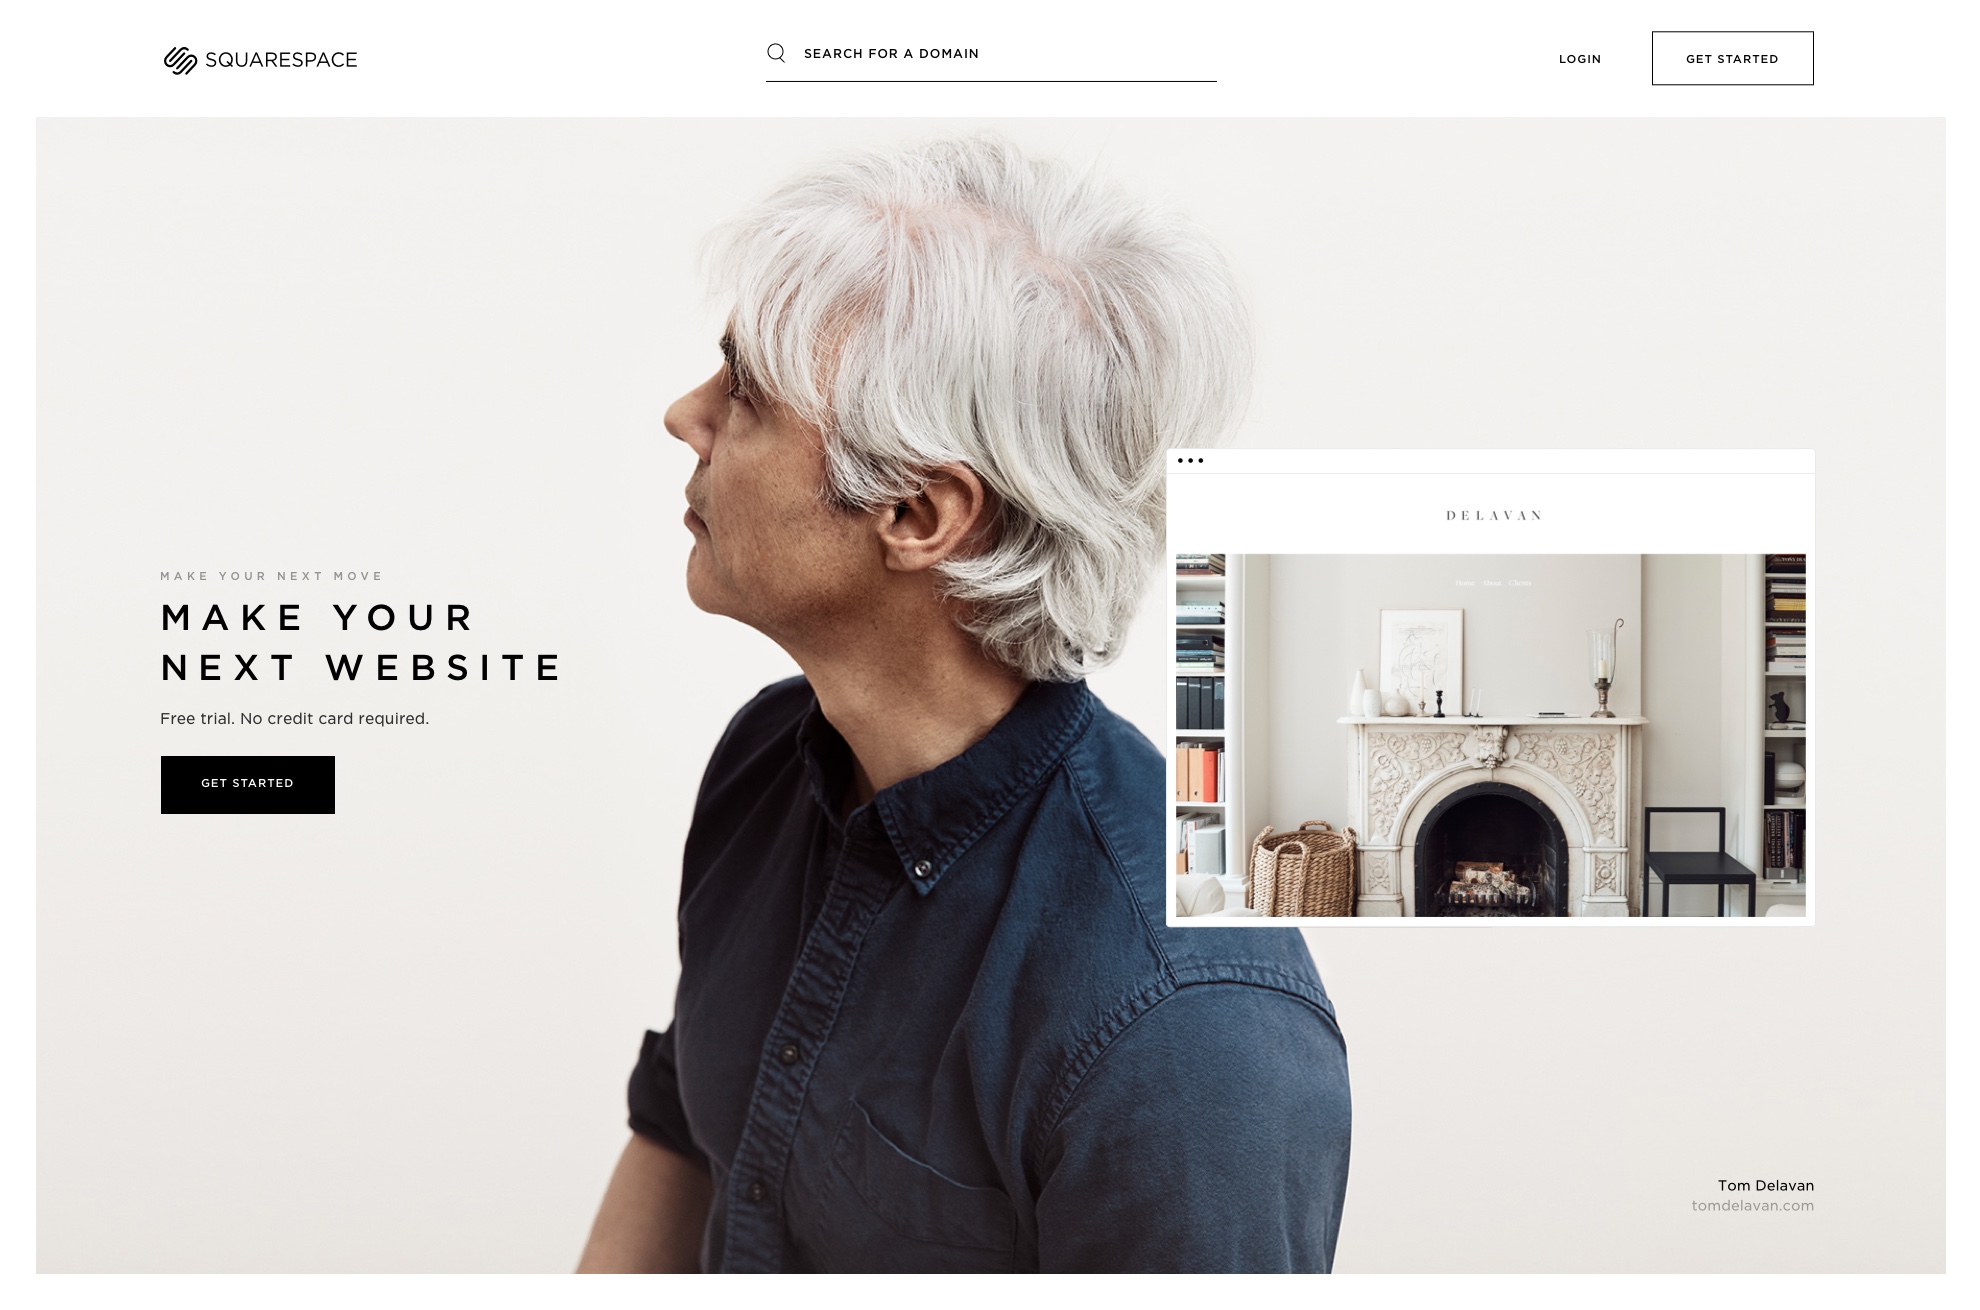 SQUARESPACE
SEARCH FOR A DOMAIN
LOGIN
GET STARTED
MAKE YOUR NEXT MOVE
MAKE YOUR
NEXT WEBSITE
Free trial. No credit card required.
GET STARTED
DELAVAN
Home About Clients
Tom Delavan
tomdelavan.com